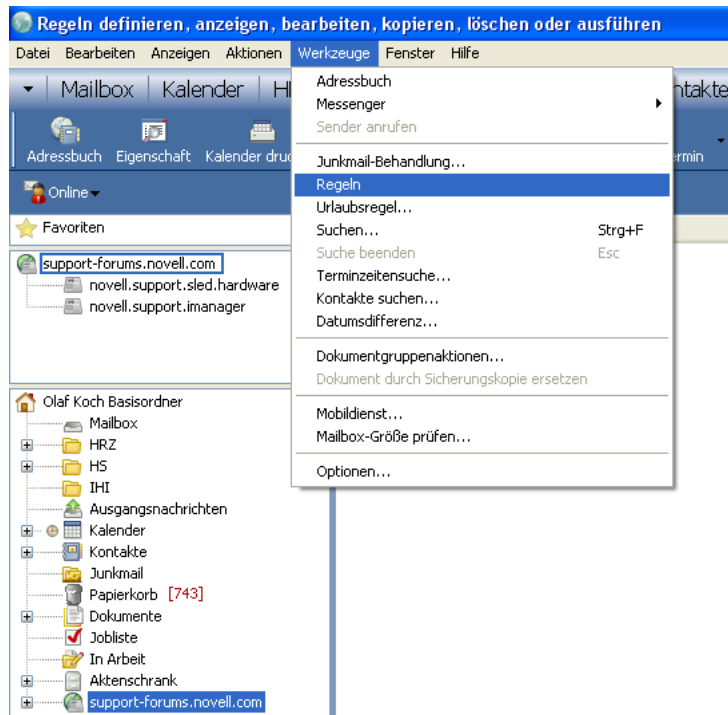 Regeln definieren, anzeigen, bearbeiten, kopieren, löschen oder ausführen
Datei Bearbeiten Anzeigen Aktionen Werkzeuge Fenster Hilfe
Mailbox Kalender
Adressbuch Eigenschaft Kalender
Online
Favoriten
support-forums.novell.com
novell.support.sled.hardware
novell.support.imanager
Adressbuch
Messenger
Sender anrufen
Junkmail-Behandlung...
Regeln
Urlaubsregel...
Suchen... Strg+F
Suche beenden Esc
Terminzeitensuche...
Kontakte suchen...
Datumsdifferenz...
Dokumentgruppenaktionen...
Dokument durch Sicherungskopie ersetzen
Mobildienst...
Mailbox-Größe prüfen...
Optionen...
Olaf Koch Basisordner
Mailbox
HRZ
HS
IHI
Ausgangsnachrichten
Kalender
Kontakte
Junkmail
Papierkorb [743]
Dokumente
Jobliste
In Arbeit
Aktenschrank
support-forums.novell.com